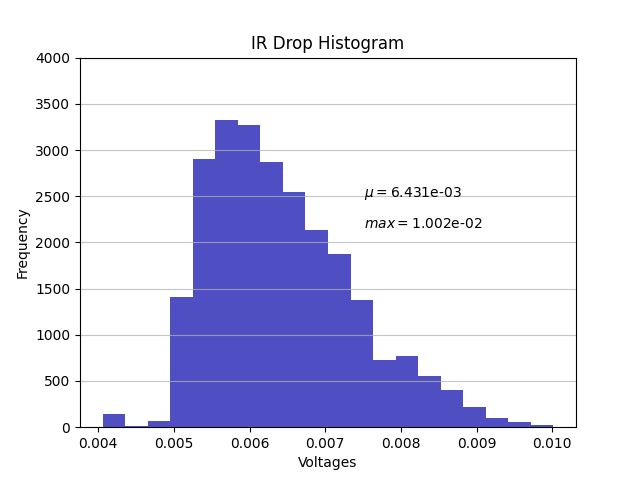 IR Drop Histogram
4000
3500
3000
2500
2000
1500
1000
500
0
Frequency
μ = 6.431e-03
max = 1.002e-02
0.004 0.005 0.006 0.007 0.008 0.009 0.010
Voltages